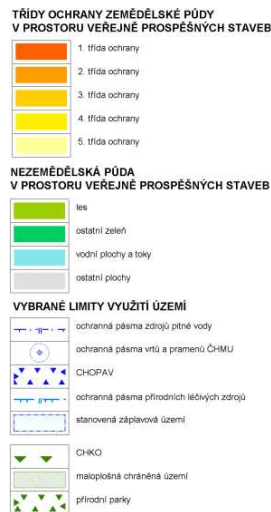 TŘÍDY OCHRANY ZEMĚDĚLSKÉ PŮDY
V PROSTORU VEŘEJNĚ PROSPĚŠNÝCH STAVEB
1. třída ochrany
2. třída ochrany
3. třída ochrany
4. třída ochrany
5. třída ochrany
NEZEMĚDĚLSKÁ PŮDA
V PROSTORU VEŘEJNĚ PROSPĚŠNÝCH STAVEB
les
ostatní zeleň
vodní plochy a toky
ostatní plochy
VYBRANÉ LIMITY VYUŽITÍ ÚZEMÍ
ochranná pásma zdrojů pitné vody
ochranná pásma vrtů a pramenů ČHMU
CHOPAV
ochranná pásma přírodních léčivých zdrojů
stanovená záplavová území
CHKO
maloplošná chráněná území
přírodní parky